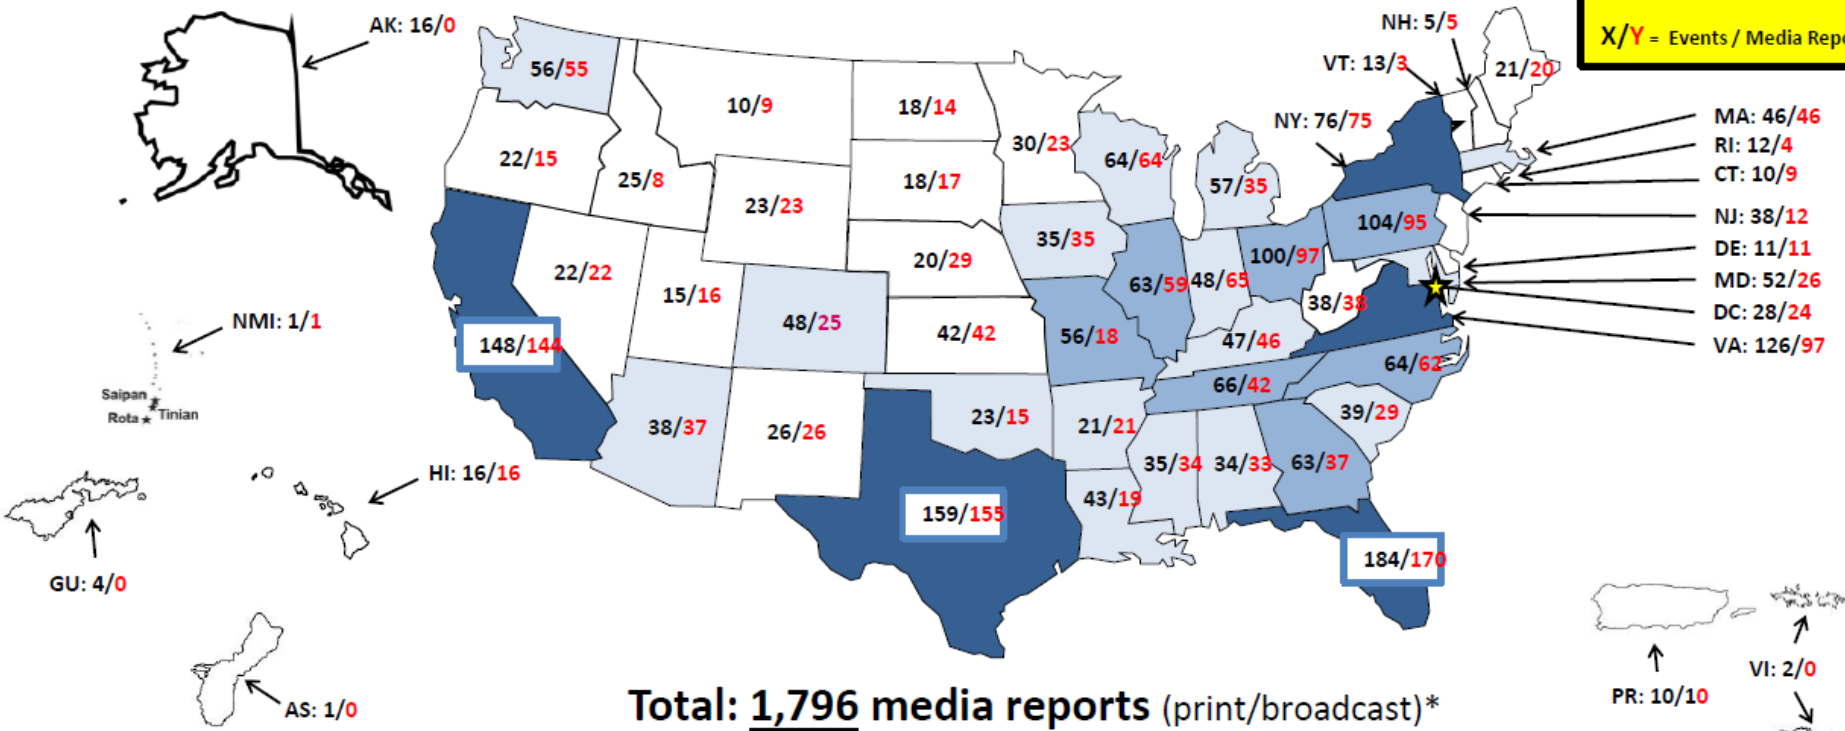 X/Y = Events / Media Repo
AK: 16/0
NH: 5/5
VT: 13/3
NY: 76/75
21/20
MA: 46/46
RI: 12/4
CT: 10/9
NJ: 38/12
DE: 11/11
MD: 52/26
DC: 28/24
VA: 126/97
56/55
10/9
18/14
30/23
64/64
57/35
104/95
22/15
25/8
23/23
18/17
35/35
100/97
20/29
63/59
48/65
38/38
22/22
15/16
48/25
42/42
56/18
47/46
64/62
66/42
148/144
38/37
26/26
23/15
21/21
39/29
35/34
34/33
63/37
43/19
159/155
184/170
NMI: 1/1
Saipan
Tinian
Rota
HI: 16/16
GU: 4/0
AS: 1/0
PR: 10/10
VI: 2/0
Total: 1,796 media reports (print/broadcast)*